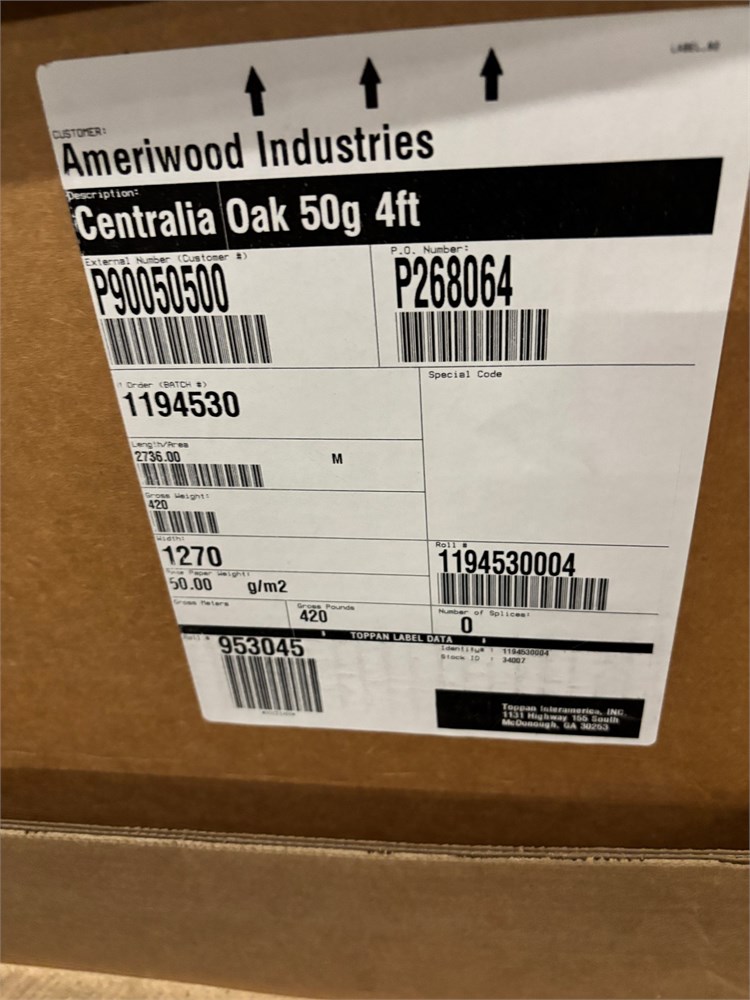 LABEL_02
CUSTOMER:
Ameriwood Industries
Description:
Centralia Oak 50g 4ft
External Number (Customer #)
P90050500
P.O. Number:
P268064
Order (BATCH #)
1194530
Special Code
Length/Area
2736.00 M
Gross Weight:
420
Width:
1270
Paper Weight:
50.00 g/m2
Roll #
1194530004
Gross Meters
Gross Pounds
420
Number of Splices:
0
TOPPAN LABEL DATA
Roll #
953045
Identity# : 1194530004
Stock ID : 34007
Toppan Interamerica, INC.
1131 Highway 155 South
McDonough, GA 30253